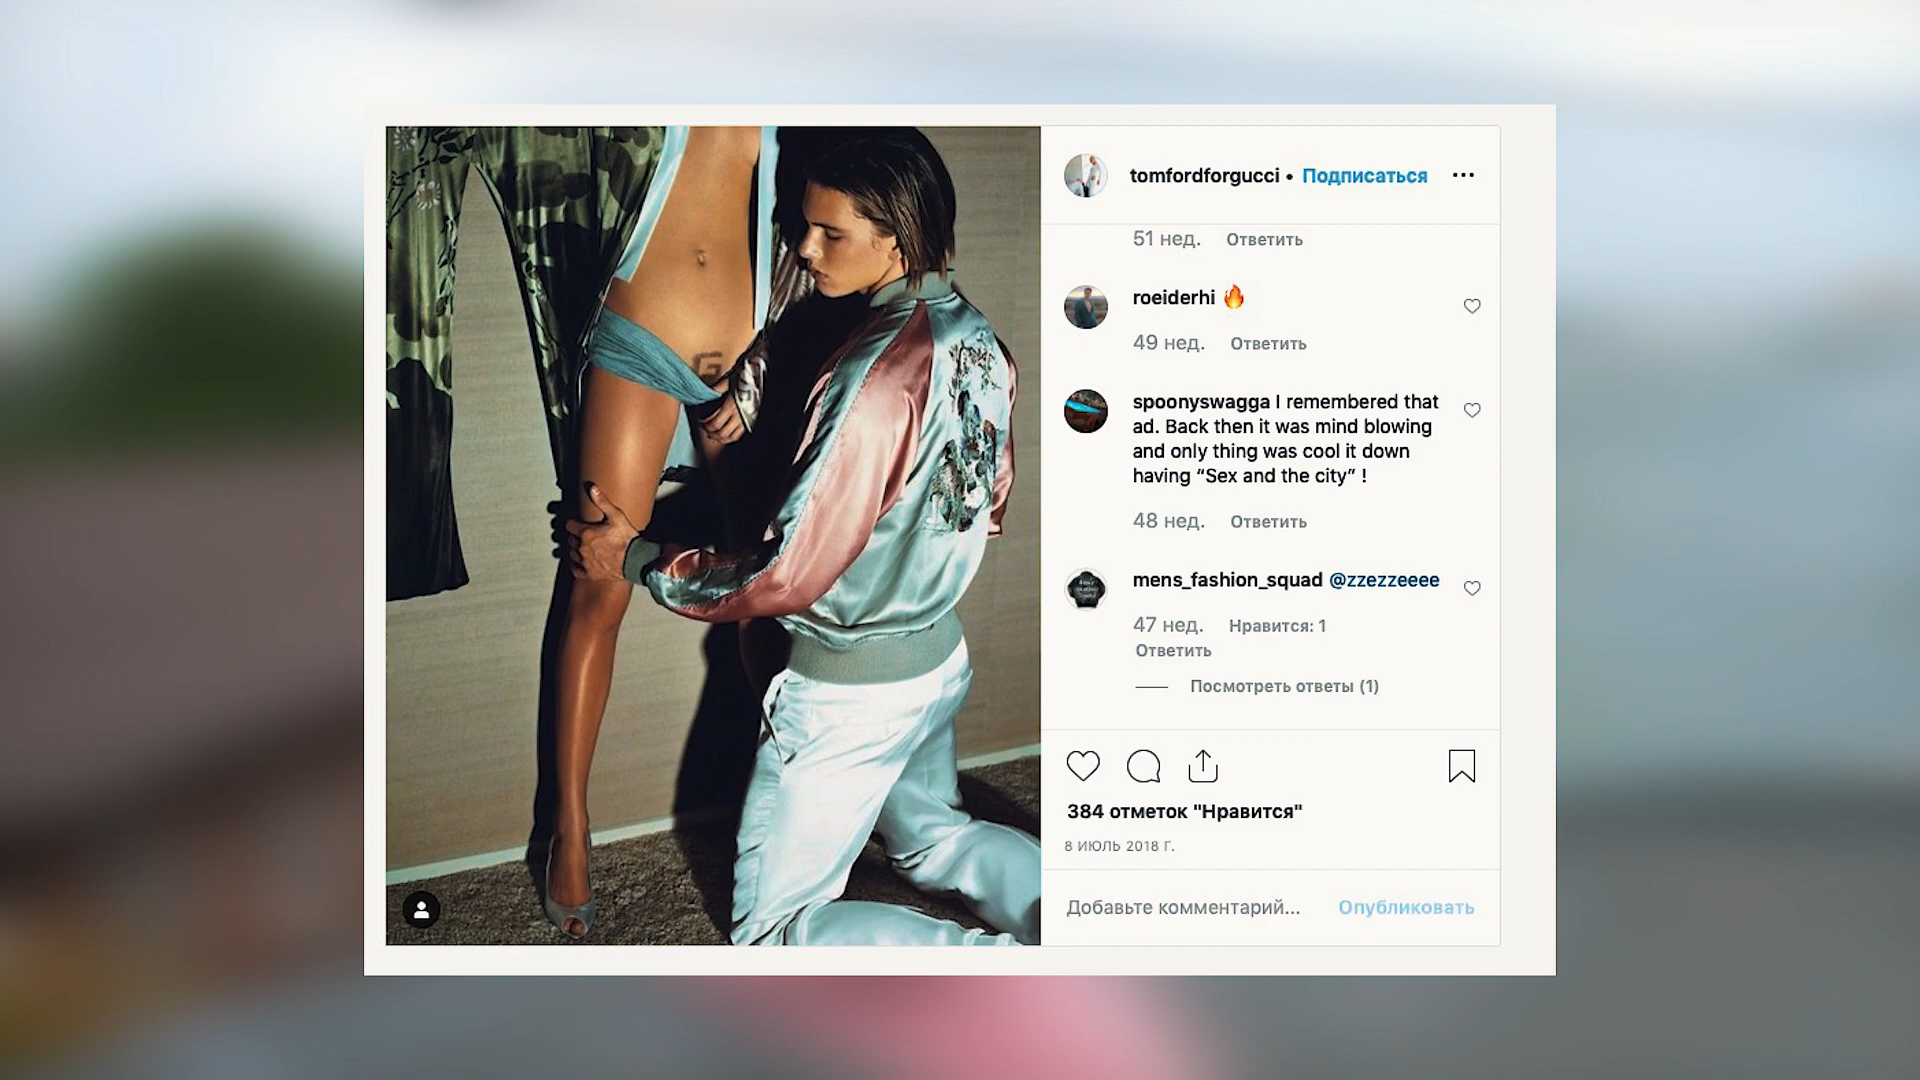 tomfordforgucci • Подписаться
51 нед. Ответить
roeiderhi 🔥
49 нед. Ответить
spoonyswagga I remembered that
ad. Back then it was mind blowing
and only thing was cool it down
having “Sex and the city” !
48 нед. Ответить
mens_fashion_squad @zzezzeeee
47 нед. Нравится: 1
Ответить
Посмотреть ответы (1)
384 отметок "Нравится"
8 ИЮЛЬ 2018 Г.
Добавьте комментарий... Опубликовать
G